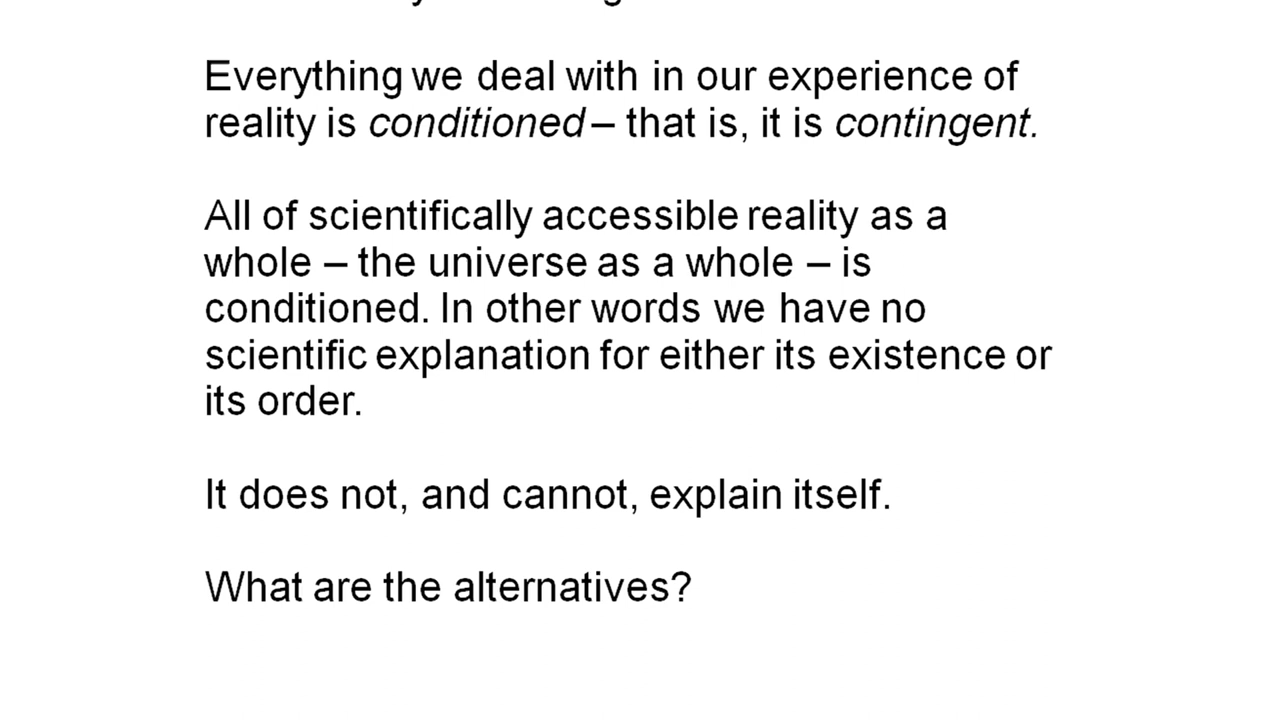 Everything we deal with in our experience of
reality is conditioned – that is, it is contingent.
All of scientifically accessible reality as a
whole – the universe as a whole – is
conditioned. In other words we have no
scientific explanation for either its existence or
its order.
It does not, and cannot, explain itself.
What are the alternatives?